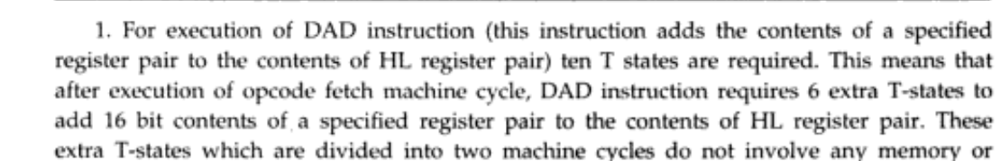 1. For execution of DAD instruction (this instruction adds the contents of a specified
register pair to the contents of HL register pair) ten T states are required. This means that
after execution of opcode fetch machine cycle, DAD instruction requires 6 extra T-states to
add 16 bit contents of a specified register pair to the contents of HL register pair. These
extra T-states which are divided into two machine cycles do not involve any memory or